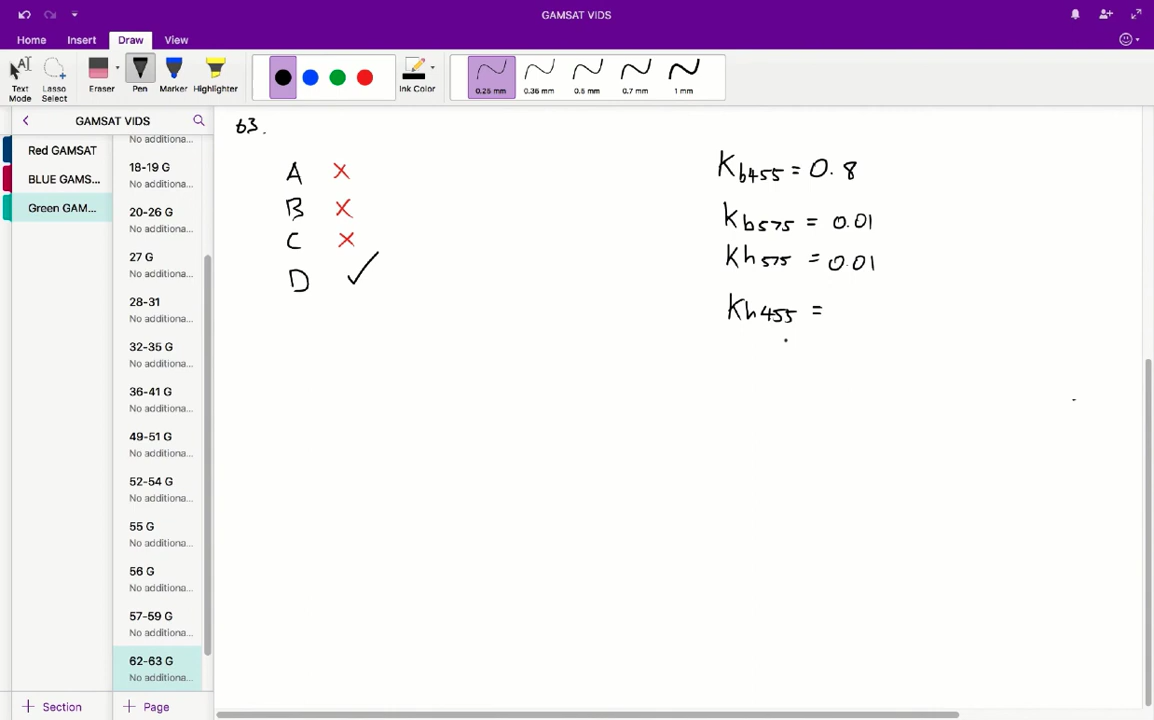 GAMSAT VIDS
Home Insert Draw View
Text Mode
Lasso Select
Eraser
Pen
Marker
Highlighter
Ink Color
0.25 mm
0.35 mm
0.5 mm
0.7 mm
1 mm
GAMSAT VIDS
Red GAMSAT
BLUE GAMS...
Green GAM...
No additiona...
18-19 G
No additiona...
20-26 G
No additiona...
27 G
No additiona...
28-31
No additiona...
32-35 G
No additiona...
36-41 G
No additiona...
49-51 G
No additiona...
52-54 G
No additiona...
55 G
No additiona...
56 G
No additiona...
57-59 G
No additiona...
62-63 G
No additiona...
+ Section
+ Page
63.
A ×
B ×
C ×
D ✓
Kb455 = 0.8
Kb575 = 0.01
Kh575 = 0.01
Kh455 =